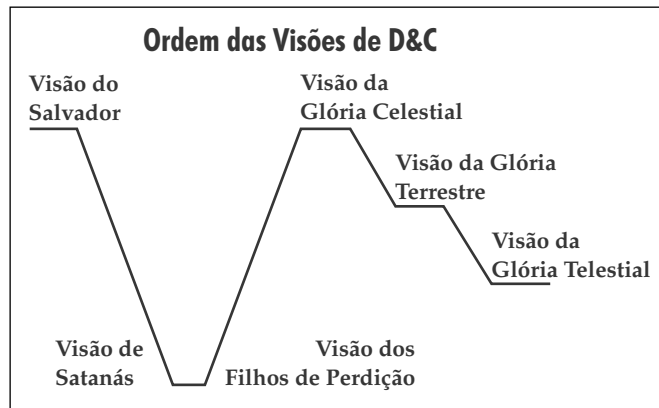 Ordem das Visões de D&C
Visão do
Salvador
Visão da
Glória Celestial
Visão da Glória
Terrestre
Visão da
Glória Telestial
Visão de
Satanás
Visão dos
Filhos de Perdição